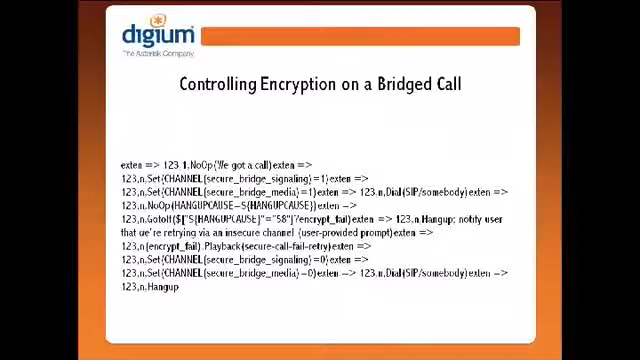 digium
The Asterisk Company
Controlling Encryption on a Bridged Call
exten => 123,1,NoOp(We got a call)exten =>
123,n,Set(CHANNEL(secure_bridge_signaling)=1)exten =>
123,n,Set(CHANNEL(secure_bridge_media)=1)exten => 123,n,Dial(SIP/somebody)exten =>
123,n,NoOp(HANGUPCAUSE=${HANGUPCAUSE})exten =>
123,n,GotoIf($["${HANGUPCAUSE}"="58"]?encrypt_fail)exten => 123,n,Hangup; notify user
that we're retrying via an insecure channel (user-provided prompt)exten =>
123,n(encrypt_fail),Playback(secure-call-fail-retry)exten =>
123,n,Set(CHANNEL(secure_bridge_signaling)=0)exten =>
123,n,Set(CHANNEL(secure_bridge_media)=0)exten => 123,n,Dial(SIP/somebody)exten =>
123,n,Hangup